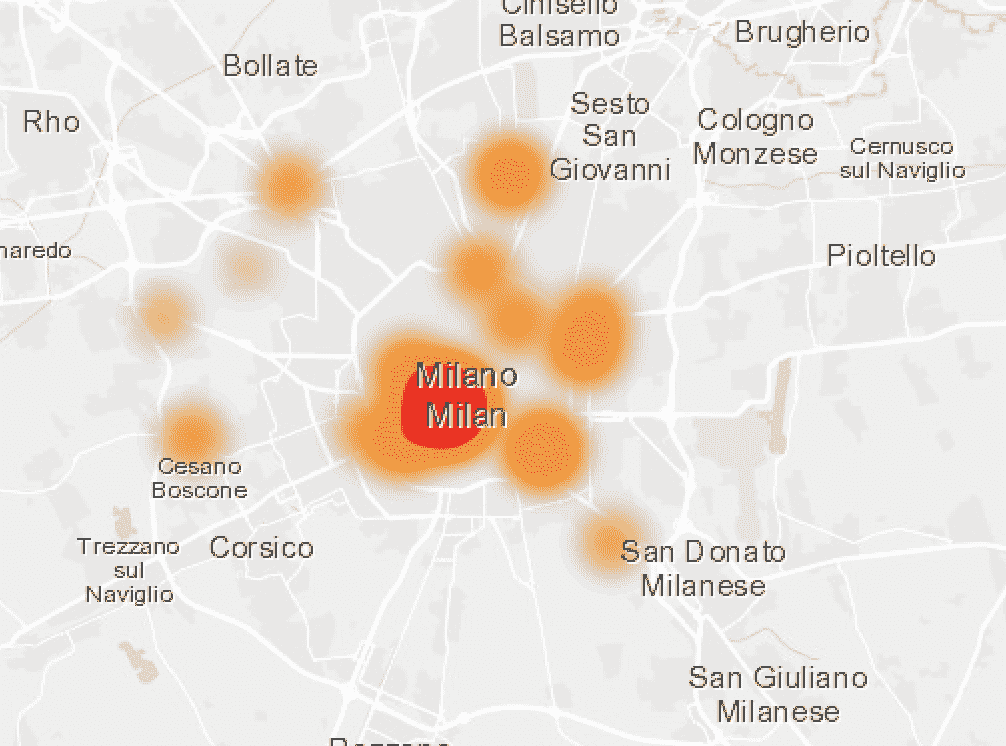 Cinisello
Balsamo
Brugherio
Bollate
Rho
Sesto
San
Giovanni
Cologno
Monzese
Cernusco
sul Naviglio
naredo
Pioltello
Milano
Milan
Cesano
Boscone
Trezzano
sul
Naviglio
Corsico
San Donato
Milanese
San Giuliano
Milanese